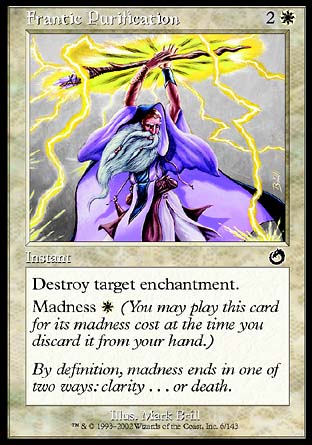 Frantic Purification 2
Brill
Instant
Destroy target enchantment.
Madness (You may play this card
for its madness cost at the time you
discard it from your hand.)
By definition, madness ends in one of
two ways: clarity . . . or death.
Illus. Mark Brill
™ & © 1993–2002 Wizards of the Coast, Inc. 6/143